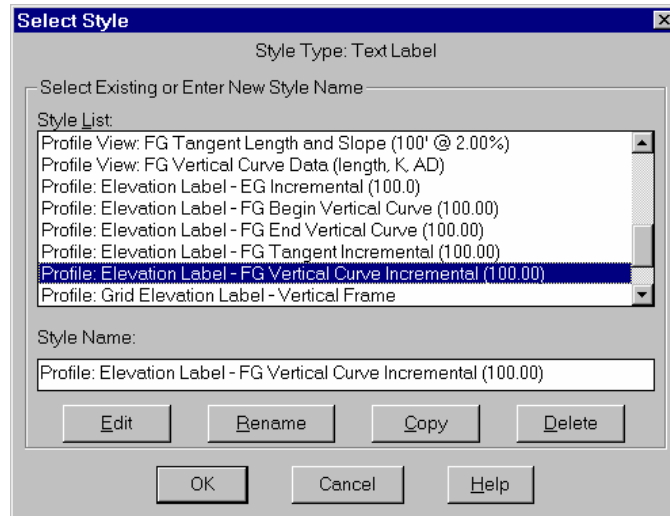 Select Style
Style Type: Text Label
Select Existing or Enter New Style Name
Style List:
Profile View: FG Tangent Length and Slope (100' @ 2.00%)
Profile View: FG Vertical Curve Data (length, K, AD)
Profile: Elevation Label - EG Incremental (100.0)
Profile: Elevation Label - FG Begin Vertical Curve (100.00)
Profile: Elevation Label - FG End Vertical Curve (100.00)
Profile: Elevation Label - FG Tangent Incremental (100.00)
Profile: Elevation Label - FG Vertical Curve Incremental (100.00)
Profile: Grid Elevation Label - Vertical Frame
Style Name:
Profile: Elevation Label - FG Vertical Curve Incremental (100.00)
Edit Rename Copy Delete
OK Cancel Help